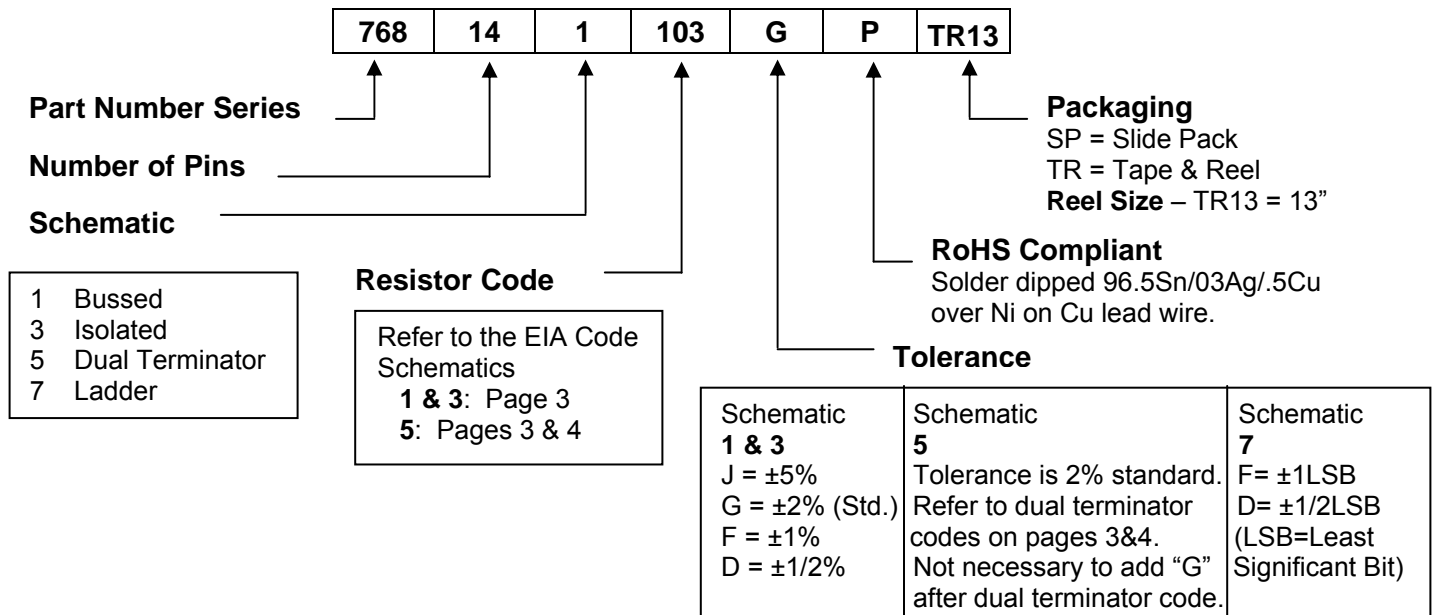 768 14 1 103 G P TR13
Part Number Series
Number of Pins
Schematic
1 Bussed
3 Isolated
5 Dual Terminator
7 Ladder
Resistor Code
Refer to the EIA Code
Schematics
1 & 3: Page 3
5: Pages 3 & 4
Packaging
SP = Slide Pack
TR = Tape & Reel
Reel Size – TR13 = 13”
RoHS Compliant
Solder dipped 96.5Sn/03Ag/.5Cu
over Ni on Cu lead wire.
Tolerance
Schematic
1 & 3
J = ±5%
G = ±2% (Std.)
F = ±1%
D = ±1/2%
Schematic
5
Tolerance is 2% standard.
Refer to dual terminator
codes on pages 3&4.
Not necessary to add “G”
after dual terminator code.
Schematic
7
F= ±1LSB
D= ±1/2LSB
(LSB=Least
Significant Bit)